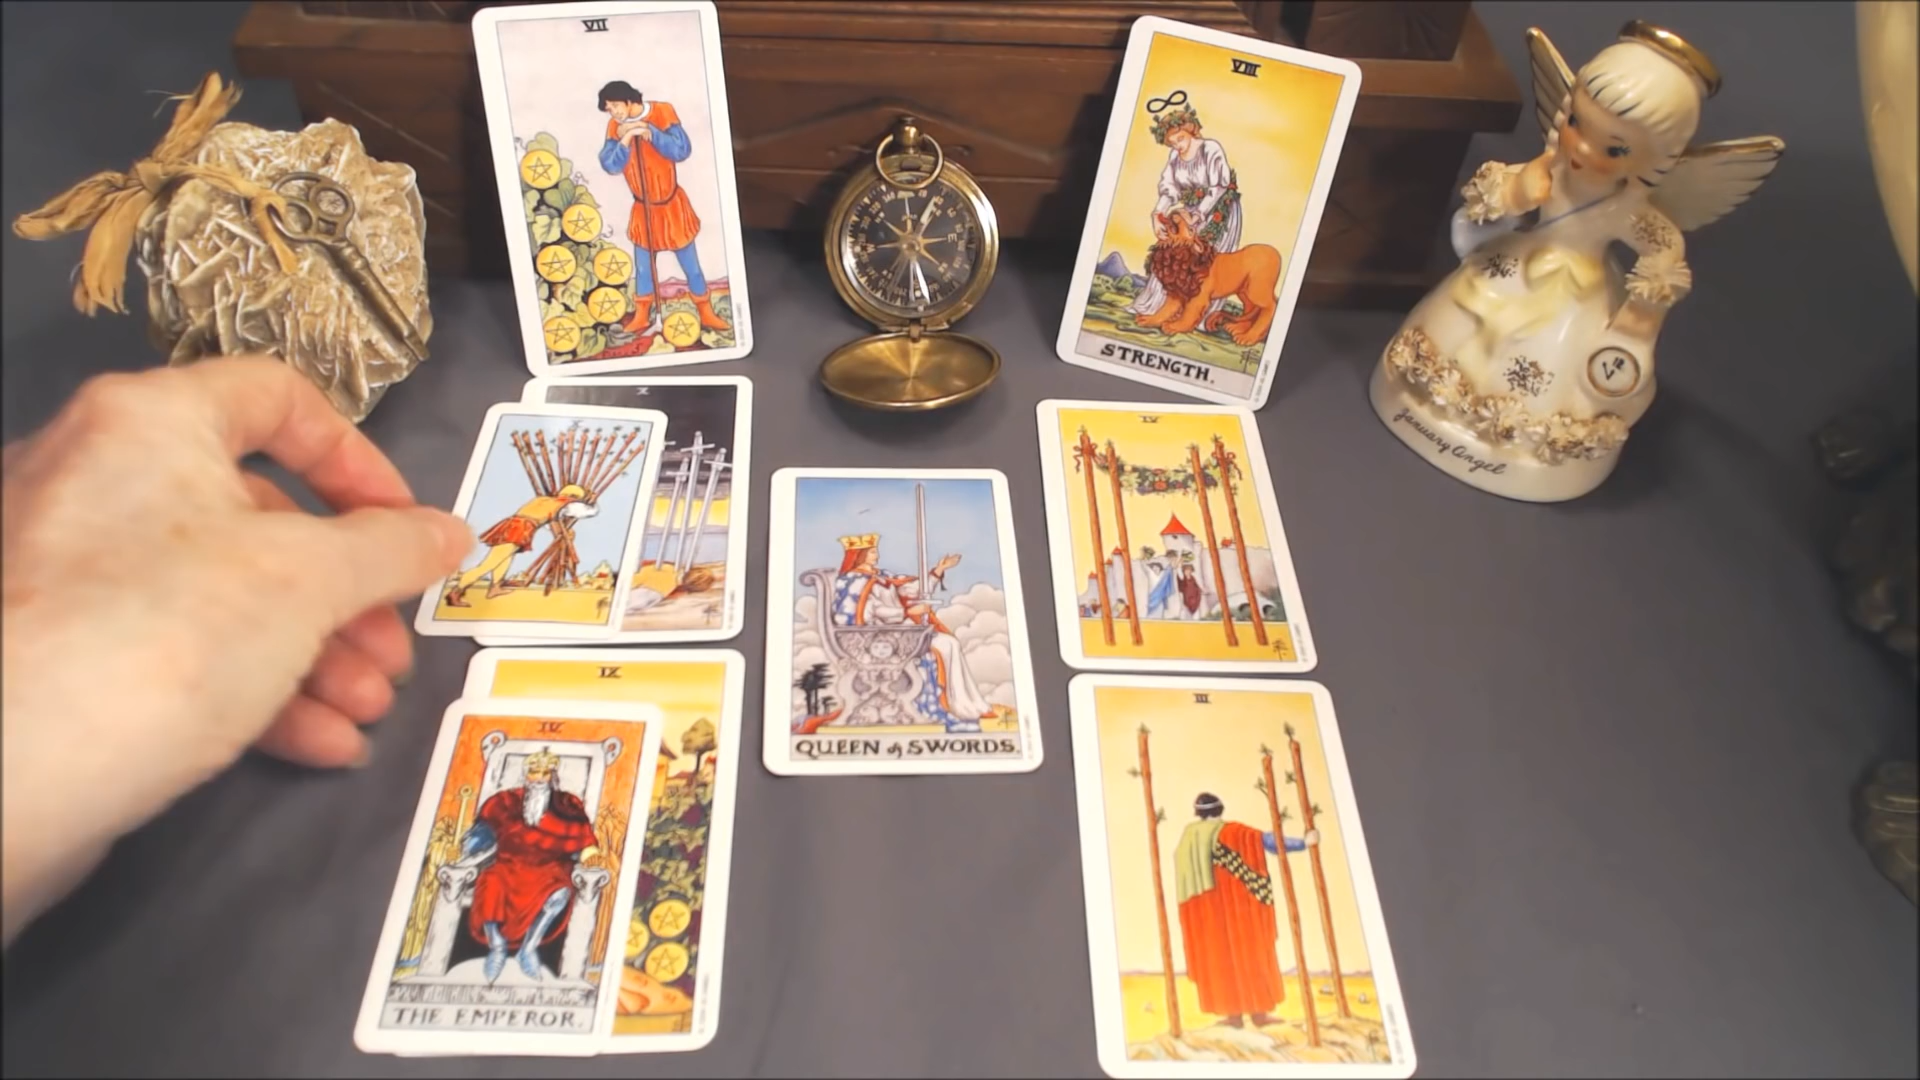 VII
VIII
STRENGTH.
January Angel
X
X
IV
QUEEN of SWORDS.
IX
III
IV
THE EMPEROR.